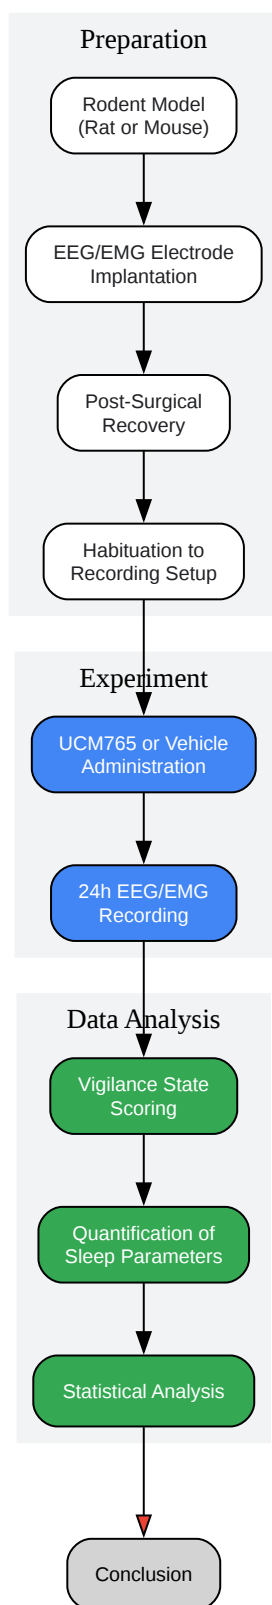 Preparation
Rodent Model
(Rat or Mouse)
EEG/EMG Electrode
Implantation
Post-Surgical
Recovery
Habituation to
Recording Setup
Experiment
UCM765 or Vehicle
Administration
24h EEG/EMG
Recording
Data Analysis
Vigilance State
Scoring
Quantification of
Sleep Parameters
Statistical Analysis
Conclusion